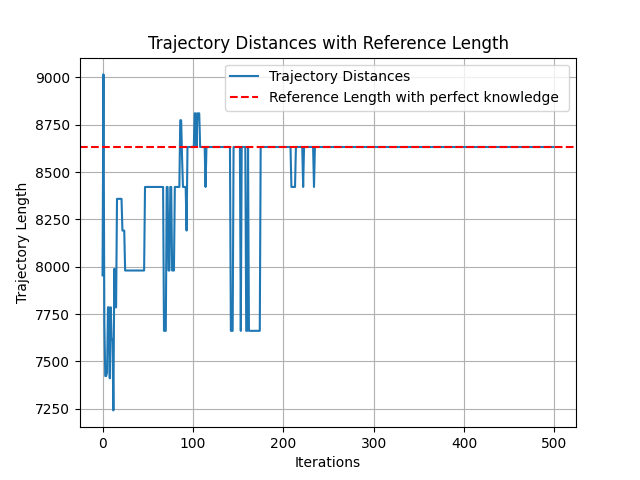 Trajectory Distances with Reference Length
Trajectory Distances
Reference Length with perfect knowledge
Trajectory Length
9000
8750
8500
8250
8000
7750
7500
7250
0 100 200 300 400 500
Iterations